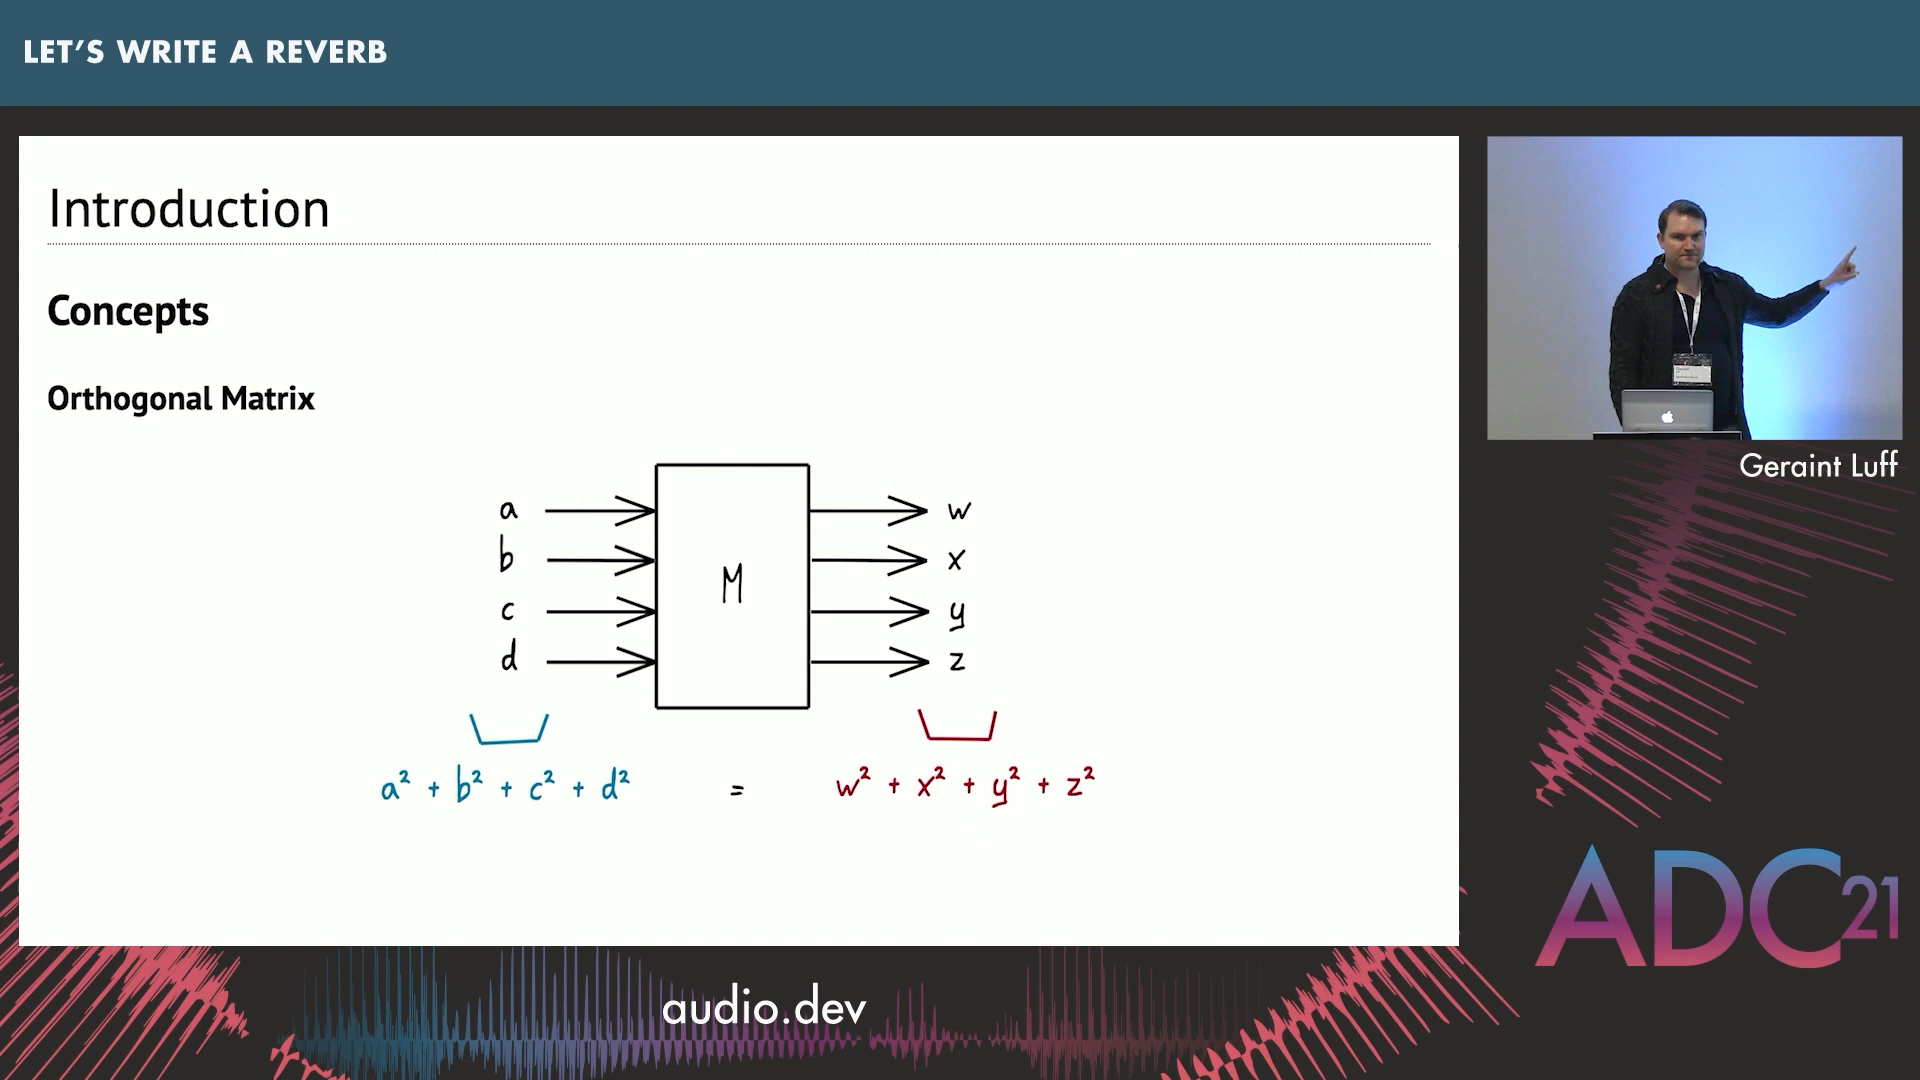 LET'S WRITE A REVERB
Introduction
Concepts
Orthogonal Matrix
a
b
c
d
M
w
x
y
z
a² + b² + c² + d² = w² + x² + y² + z²
Geraint Luff
ADC21
audio.dev